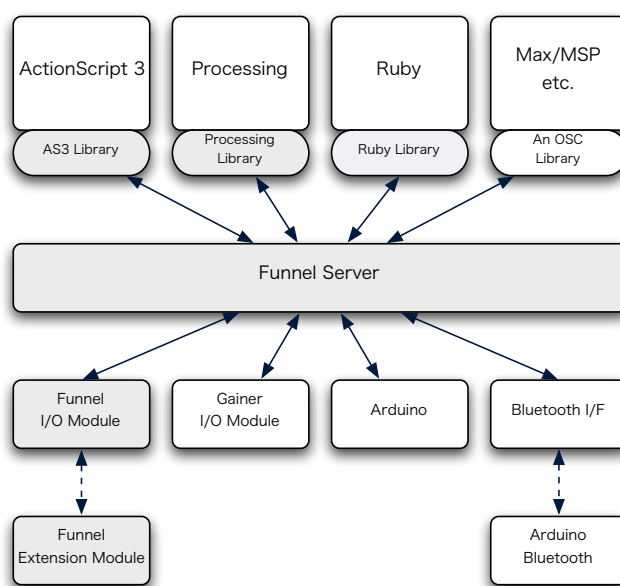 ActionScript 3
Processing
Ruby
Max/MSP
etc.
AS3 Library
Processing
Library
Ruby Library
An OSC
Library
Funnel Server
Funnel
I/O Module
Gainer
I/O Module
Arduino
Bluetooth I/F
Funnel
Extension Module
Arduino
Bluetooth